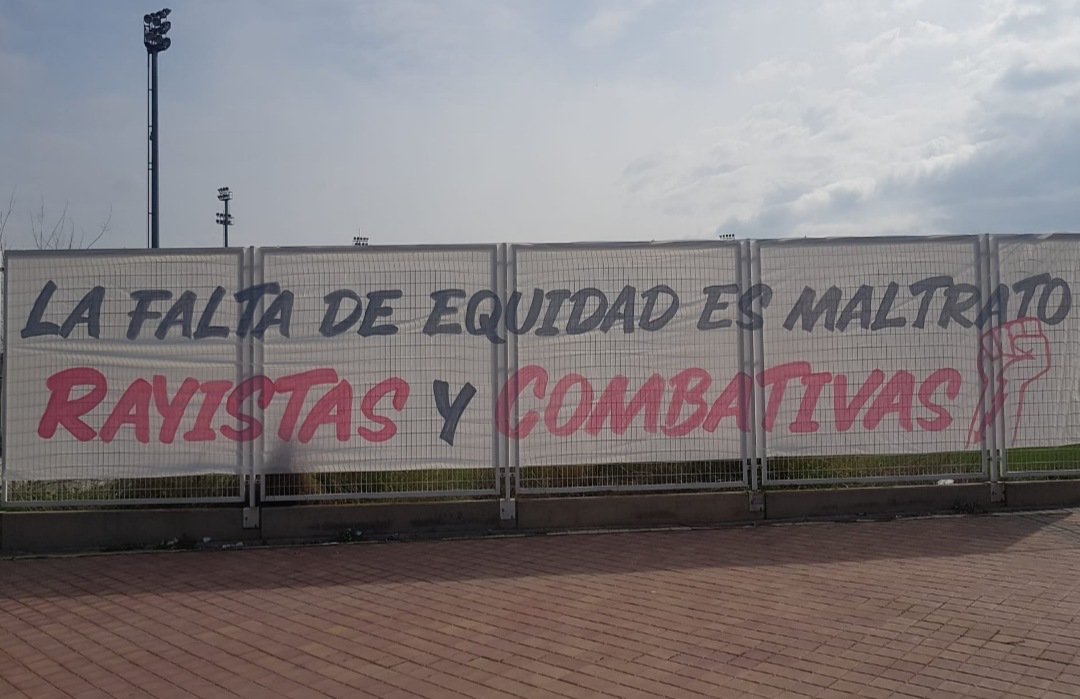 LA FALTA DE EQUIDAD ES MALTRATO
RAYISTAS Y COMBATIVAS